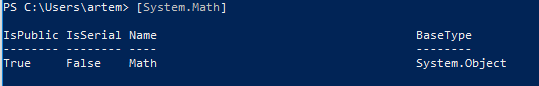 PS C:\Users\artem> [System.Math]
IsPublic IsSerial Name BaseType
-------- -------- ---- --------
True False Math System.Object